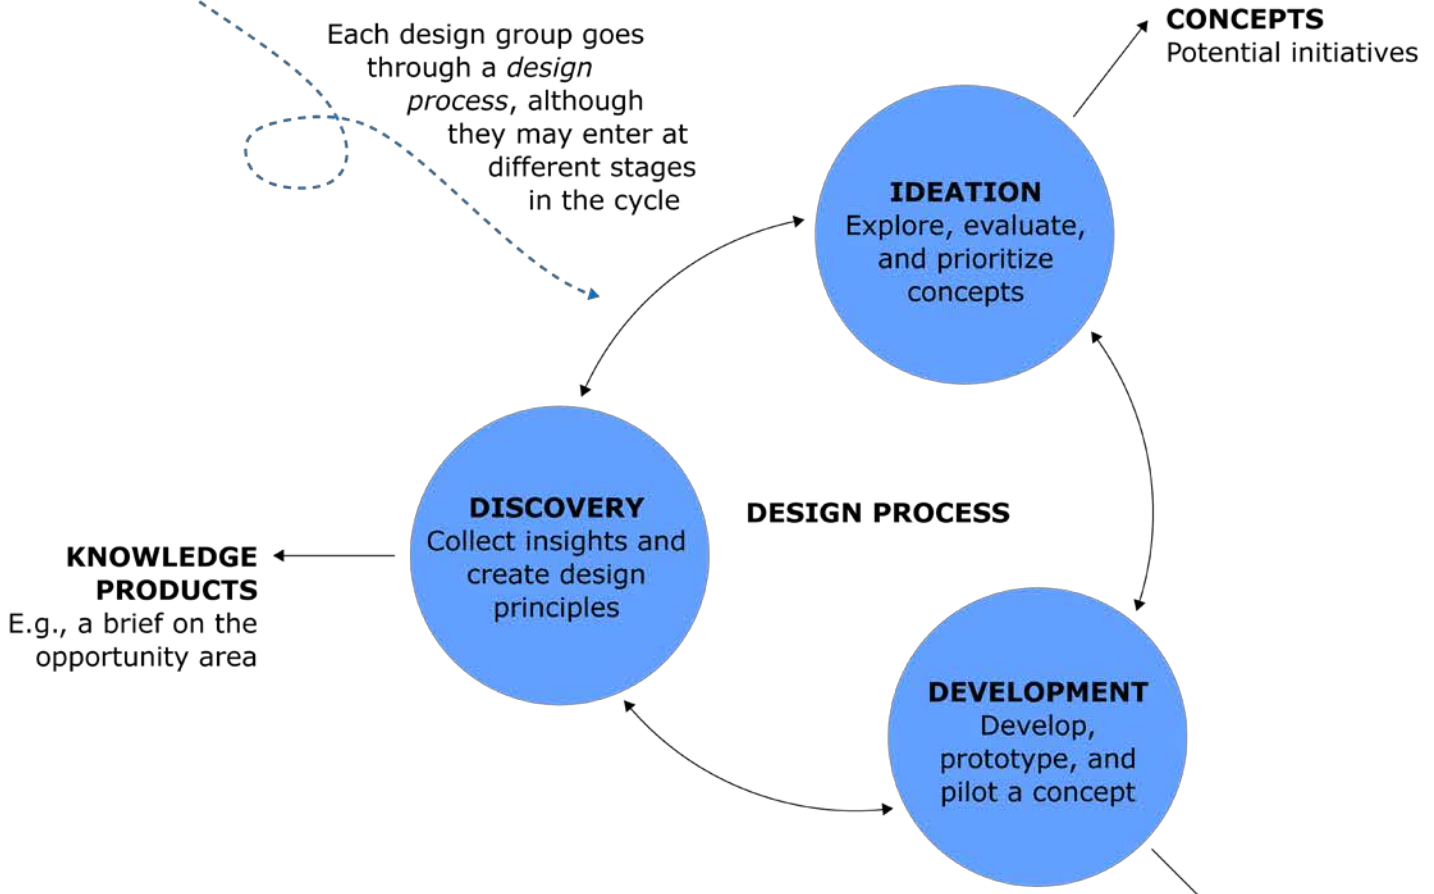 Each design group goes
through a design
process, although
they may enter at
different stages
in the cycle
CONCEPTS
Potential initiatives
IDEATION
Explore, evaluate,
and prioritize
concepts
DISCOVERY
Collect insights and
create design
principles
DESIGN PROCESS
KNOWLEDGE
PRODUCTS
E.g., a brief on the
opportunity area
DEVELOPMENT
Develop,
prototype, and
pilot a concept